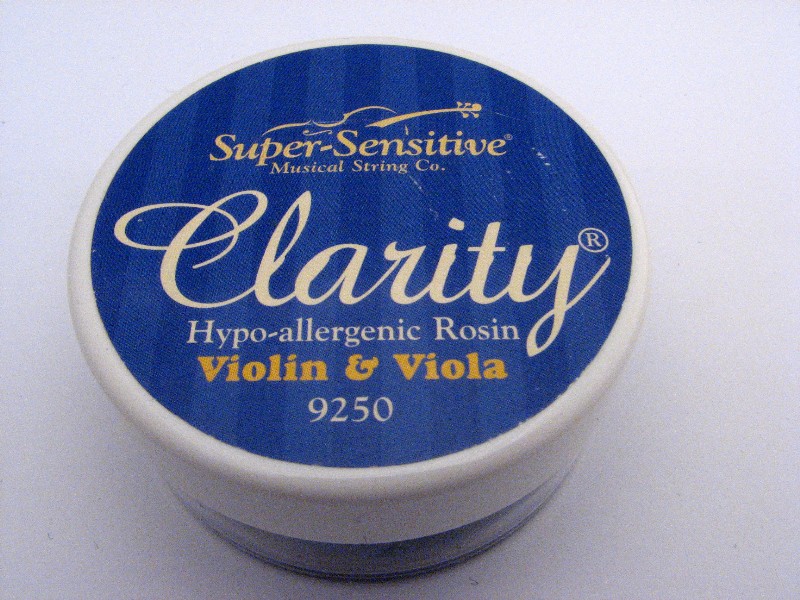 Super-Sensitive®
Musical String Co.
Clarity®
Hypo-allergenic Rosin
Violin & Viola
9250